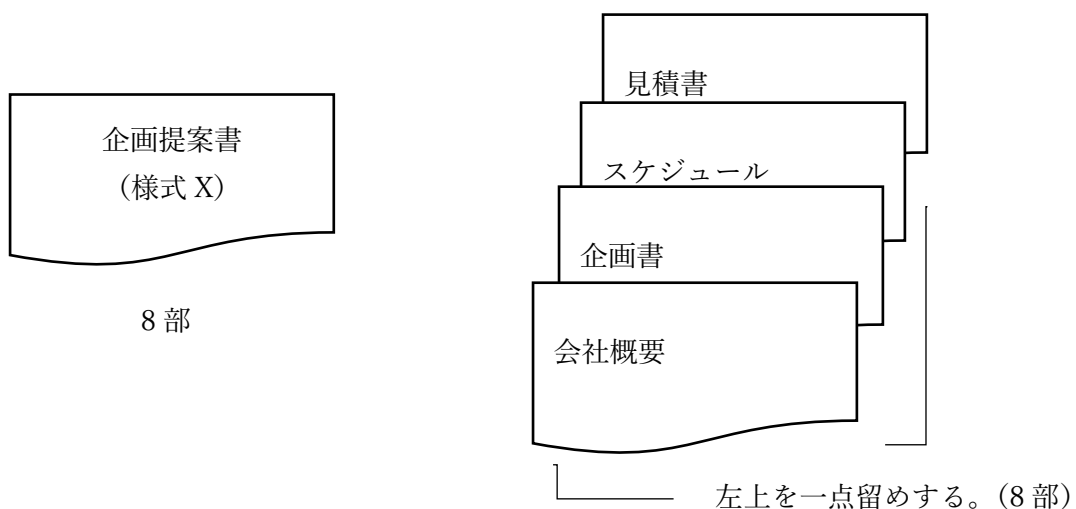 企画提案書
（様式 X）
8 部
見積書
スケジュール
企画書
会社概要
左上を一点留めする。（8 部）